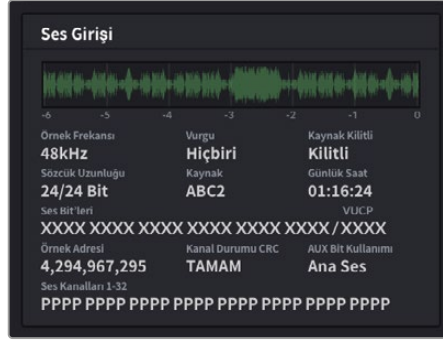 Ses Girişi
-6 -5 -4 -3 -2 -1 0
Örnek Frekansı Vurgu Kaynak Kilitli
48kHz Hiçbiri Kilitli
Sözcük Uzunluğu Kaynak Günlük Saat
24/24 Bit ABC2 01:16:24
Ses Bit'leri VUCP
XXXX XXXX XXXX XXXX XXXX XXXX/XXXX
Örnek Adresi Kanal Durumu CRC AUX Bit Kullanımı
4,294,967,295 TAMAM Ana Ses
Ses Kanalları 1-32
PPPP PPPP PPPP PPPP PPPP PPPP PPPP PPPP